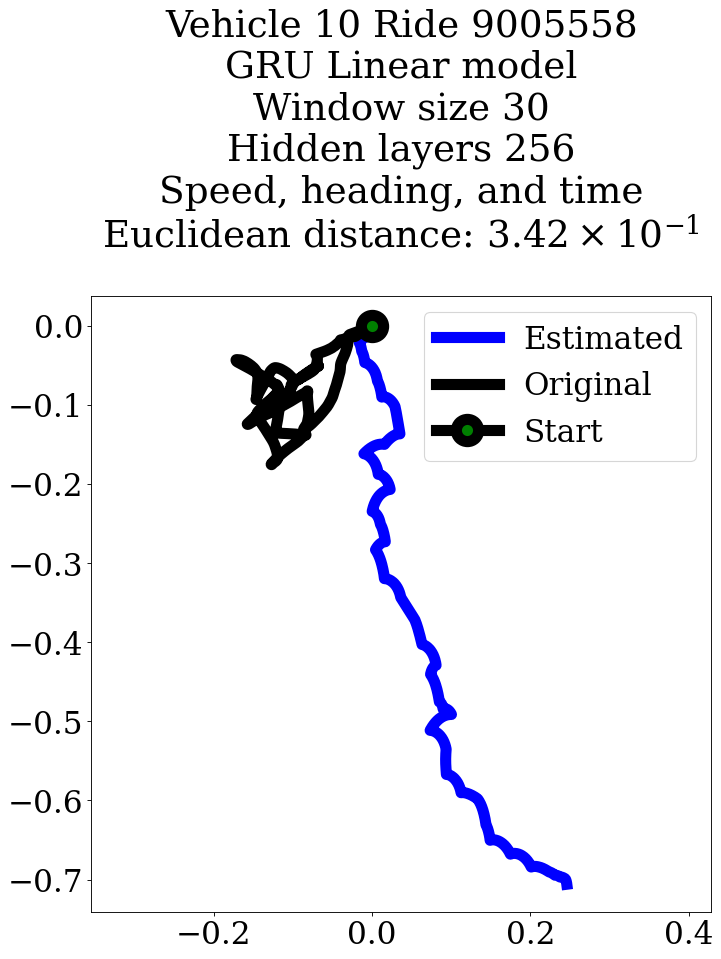 Vehicle 10 Ride 9005558
GRU Linear model
Window size 30
Hidden layers 256
Speed, heading, and time
Euclidean distance: 3.42 × 10⁻¹
Estimated
Original
Start
0.0
−0.1
−0.2
−0.3
−0.4
−0.5
−0.6
−0.7
−0.2 0.0 0.2 0.4